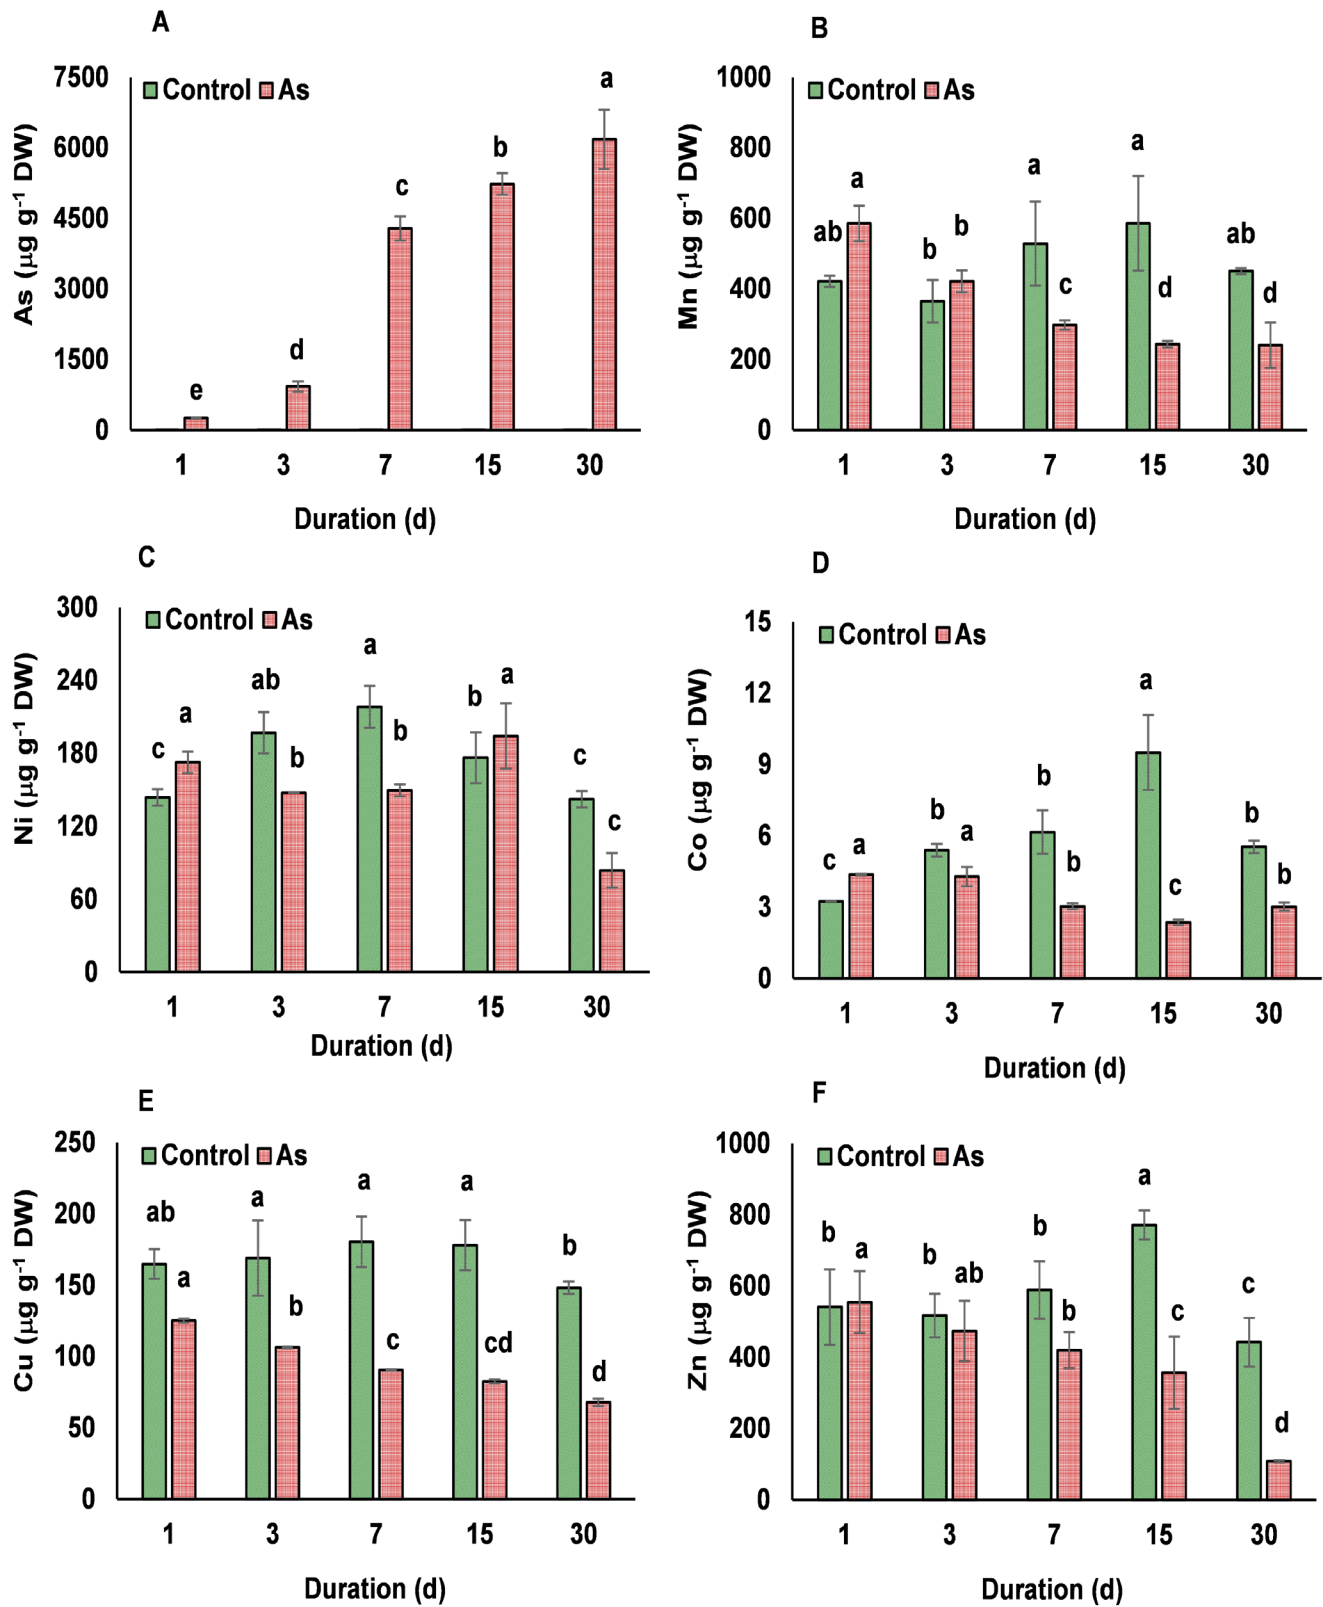 A
7500
6000
4500
3000
1500
0
As (µg g⁻¹ DW)
Control As
e
d
c
b
a
1 3 7 15 30
Duration (d)
B
1000
800
600
400
200
0
Mn (µg g⁻¹ DW)
Control As
ab a b b a c a d ab d
1 3 7 15 30
Duration (d)
C
300
240
180
120
60
0
Ni (µg g⁻¹ DW)
Control As
c a ab b a b b a c c
1 3 7 15 30
Duration (d)
D
15
12
9
6
3
0
Co (µg g⁻¹ DW)
Control As
c a b a b b a c b b
1 3 7 15 30
Duration (d)
E
250
200
150
100
50
0
Cu (µg g⁻¹ DW)
Control As
ab a a b a c a cd b d
1 3 7 15 30
Duration (d)
F
1000
800
600
400
200
0
Zn (µg g⁻¹ DW)
Control As
b a b ab b b a c c d
1 3 7 15 30
Duration (d)